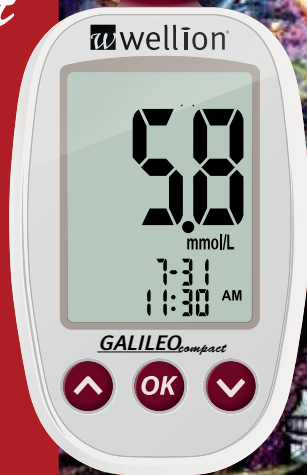 wellion
5.8
mmol/L
7-31
11:30 AM
GALILEO compact
OK